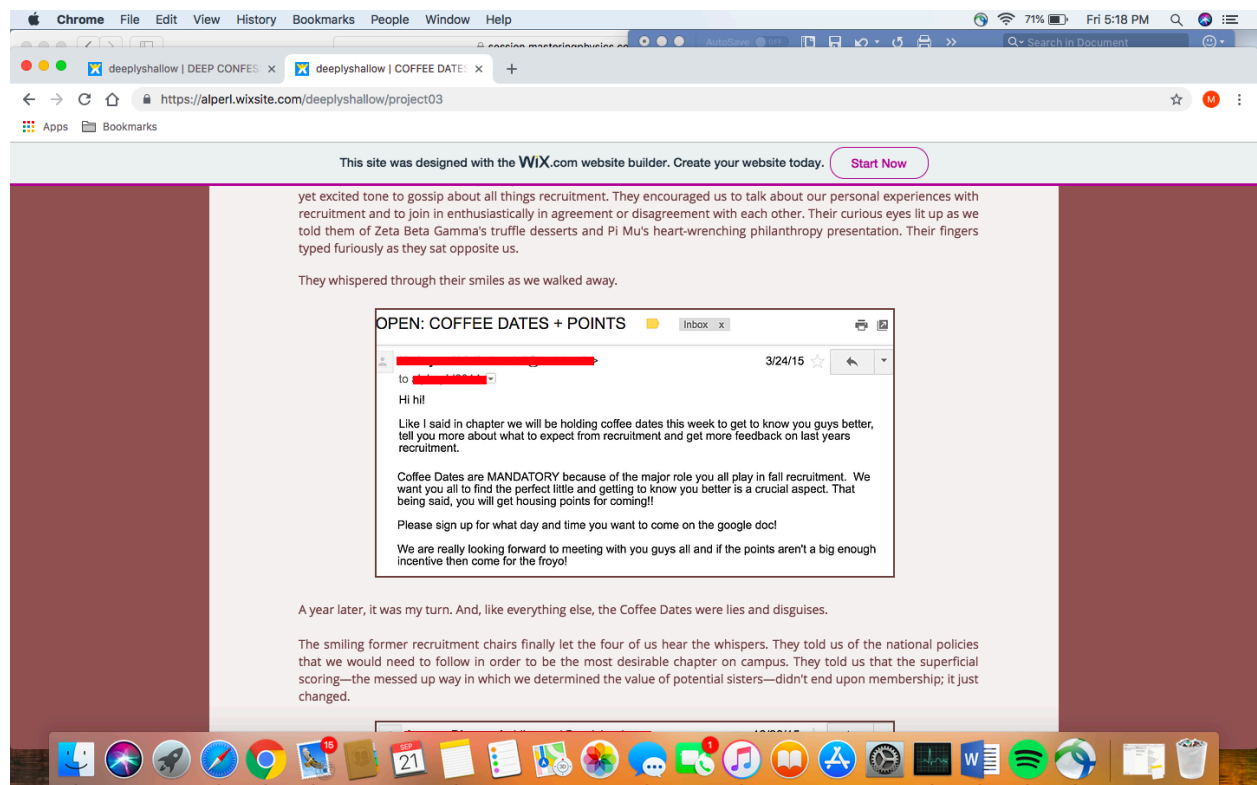 Chrome File Edit View History Bookmarks People Window Help 71% Fri 5:18 PM
session.masteringphysics.co AutoSave OFF Search in Document
deeplyshallow | DEEP CONFES deeplyshallow | COFFEE DATES
https://alperl.wixsite.com/deeplyshallow/project03 M
Apps Bookmarks
This site was designed with the WiX.com website builder. Create your website today. Start Now
yet excited tone to gossip about all things recruitment. They encouraged us to talk about our personal experiences with
recruitment and to join in enthusiastically in agreement or disagreement with each other. Their curious eyes lit up as we
told them of Zeta Beta Gamma's truffle desserts and Pi Mu's heart-wrenching philanthropy presentation. Their fingers
typed furiously as they sat opposite us.
They whispered through their smiles as we walked away.
OPEN: COFFEE DATES + POINTS Inbox x
3/24/15
to
Hi hi!
Like I said in chapter we will be holding coffee dates this week to get to know you guys better,
tell you more about what to expect from recruitment and get more feedback on last years
recruitment.
Coffee Dates are MANDATORY because of the major role you all play in fall recruitment. We
want you all to find the perfect little and getting to know you better is a crucial aspect. That
being said, you will get housing points for coming!!
Please sign up for what day and time you want to come on the google doc!
We are really looking forward to meeting with you guys all and if the points aren't a big enough
incentive then come for the froyo!
A year later, it was my turn. And, like everything else, the Coffee Dates were lies and disguises.
The smiling former recruitment chairs finally let the four of us hear the whispers. They told us of the national policies
that we would need to follow in order to be the most desirable chapter on campus. They told us that the superficial
scoring—the messed up way in which we determined the value of potential sisters—didn't end upon membership; it just
changed.
15 SEP 21 1 W